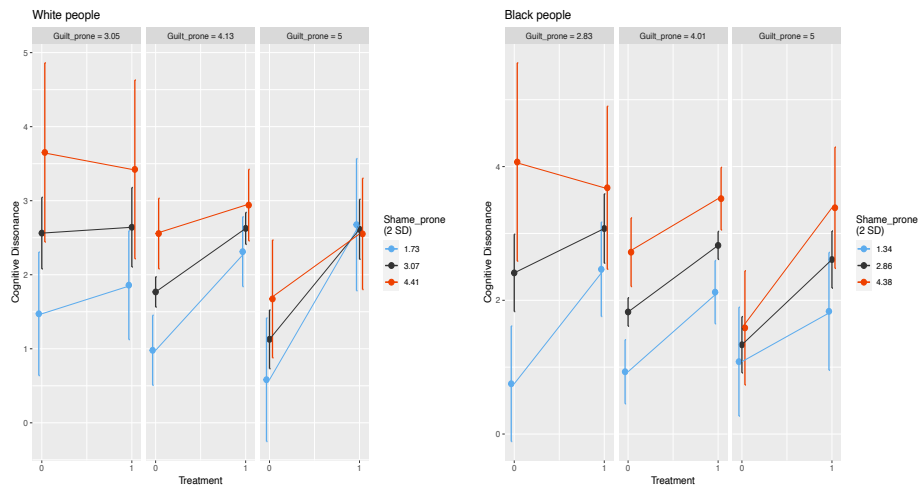 White people
Guilt_prone = 3.05 Guilt_prone = 4.13 Guilt_prone = 5
5
4
3
2
1
0
Cognitive Dissonance
0 1 0 1 0 1
Treatment
Shame_prone
(2 SD)
1.73
3.07
4.41
Black people
Guilt_prone = 2.83 Guilt_prone = 4.01 Guilt_prone = 5
4
2
0
Cognitive Dissonance
0 1 0 1 0 1
Treatment
Shame_prone
(2 SD)
1.34
2.86
4.38